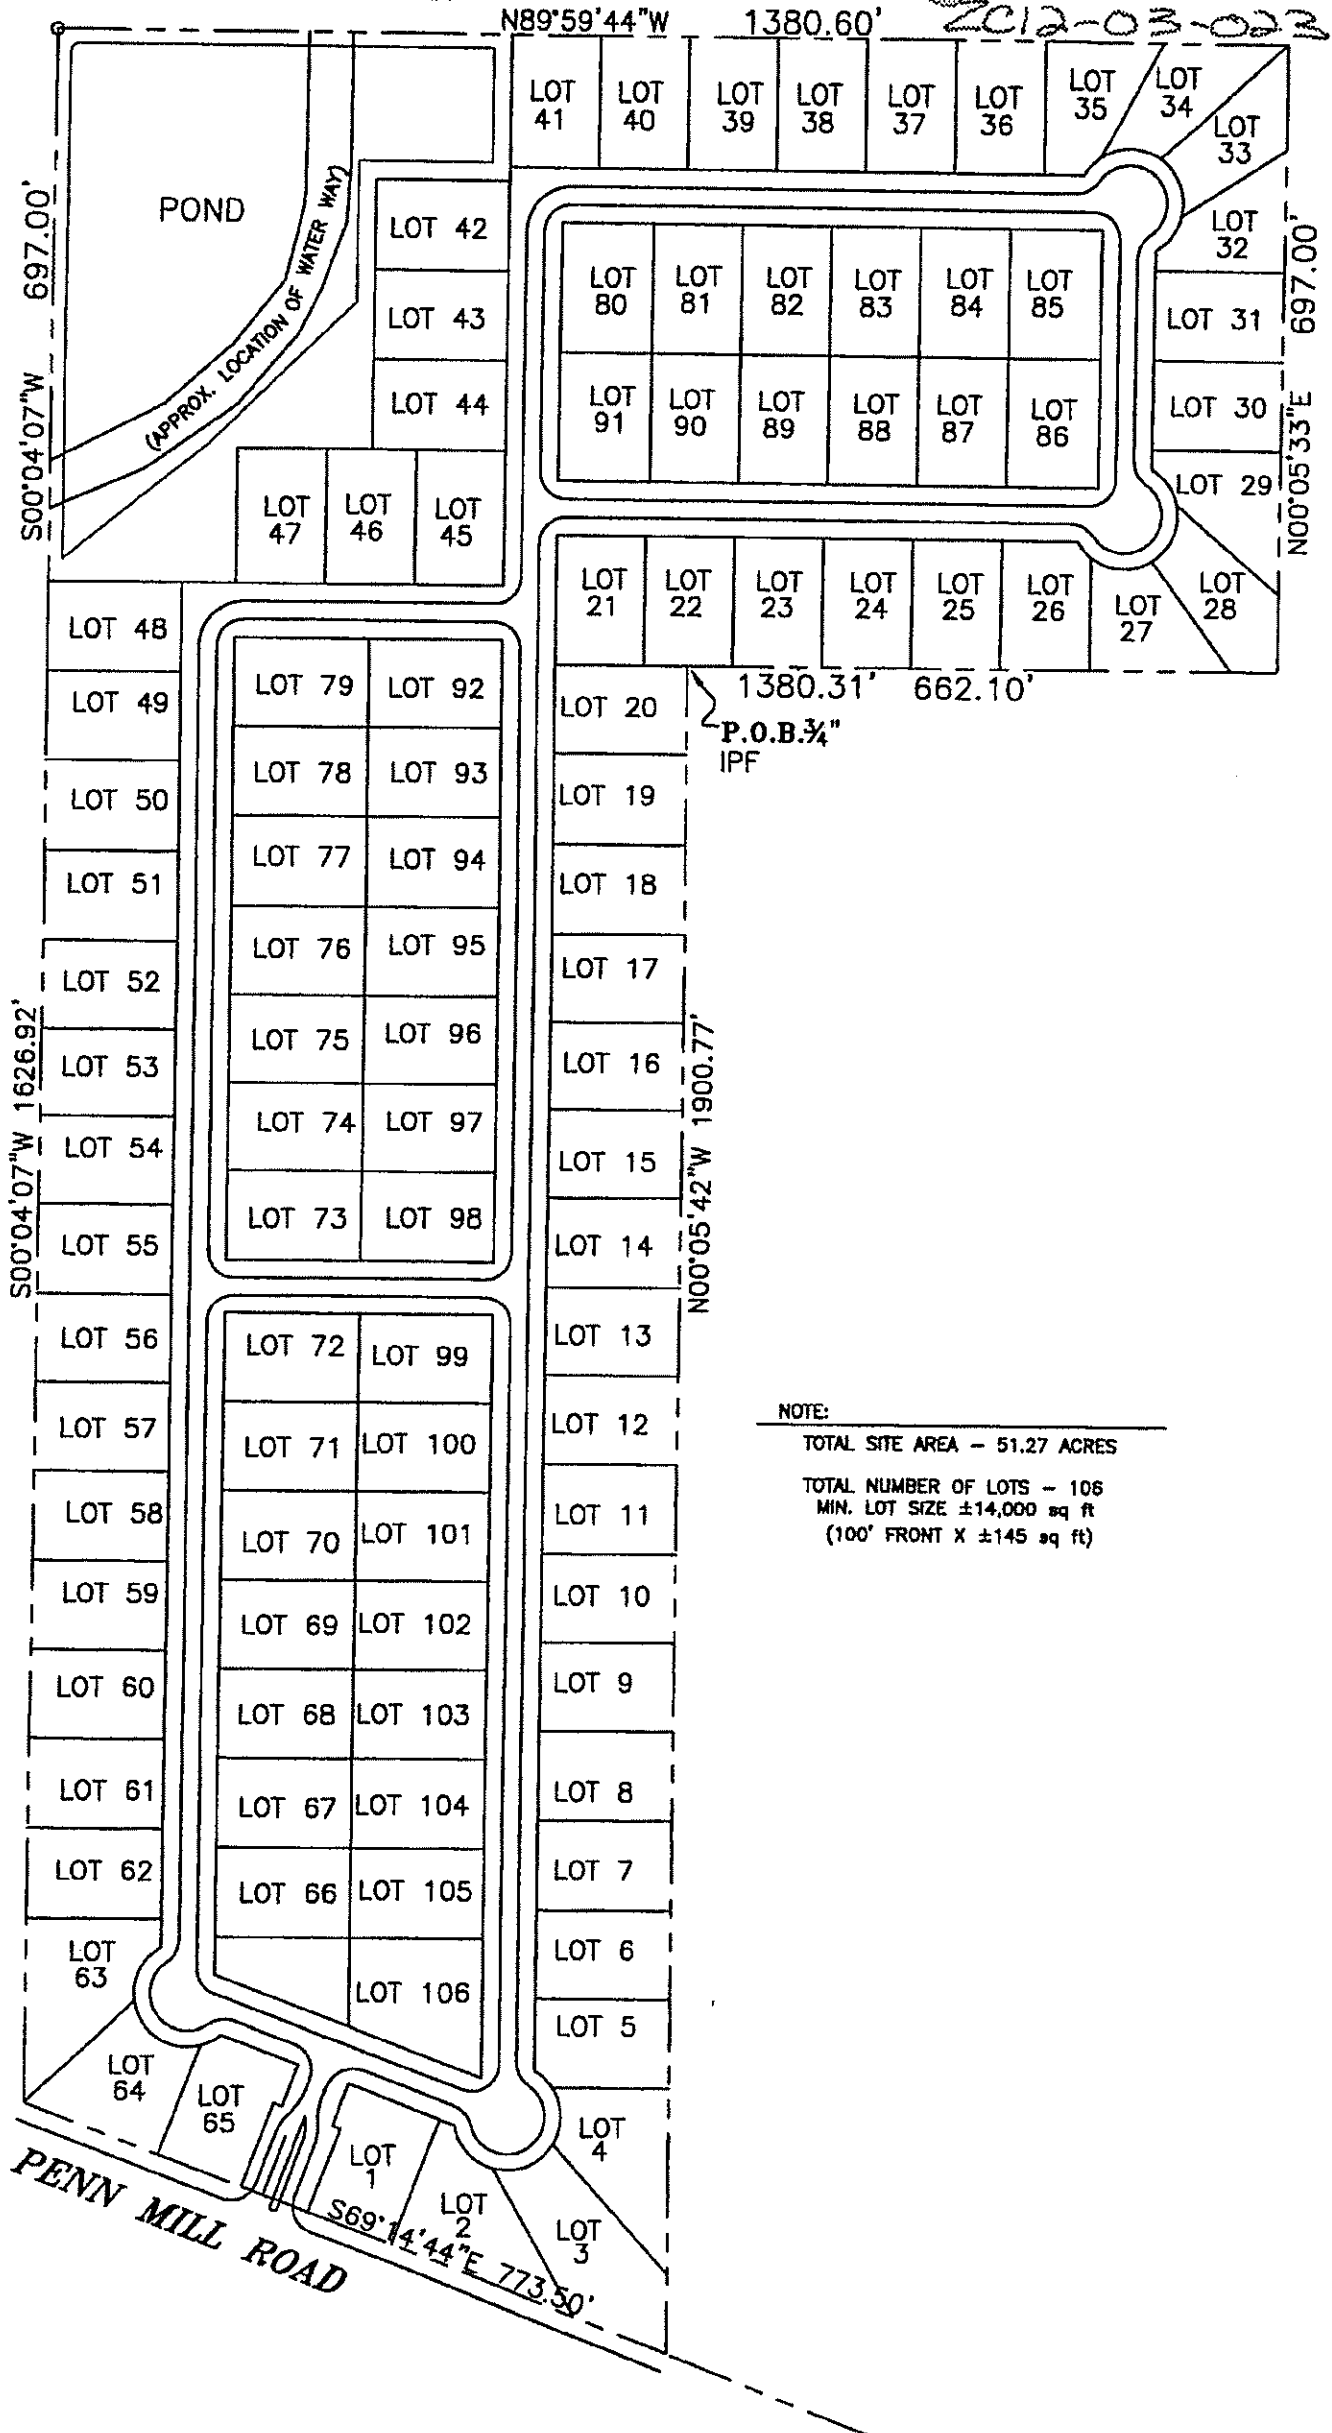 N89°59'44"W 1380.60'
ZC12-03-023
LOT 41
LOT 40
LOT 39
LOT 38
LOT 37
LOT 36
LOT 35
LOT 34
LOT 33
LOT 32
LOT 31
LOT 30
LOT 29
LOT 28
LOT 27
N00°05'33"E 697.00'
S00°04'07"W 697.00'
POND
(APPROX. LOCATION OF WATER WAY)
LOT 42
LOT 43
LOT 44
LOT 47
LOT 46
LOT 45
LOT 80
LOT 81
LOT 82
LOT 83
LOT 84
LOT 85
LOT 91
LOT 90
LOT 89
LOT 88
LOT 87
LOT 86
LOT 21
LOT 22
LOT 23
LOT 24
LOT 25
LOT 26
1380.31' 662.10'
P.O.B.¾"
IPF
LOT 48
LOT 49
LOT 50
LOT 51
LOT 52
LOT 53
LOT 54
LOT 55
LOT 56
LOT 57
LOT 58
LOT 59
LOT 60
LOT 61
LOT 62
LOT 63
LOT 64
LOT 65
S00°04'07"W 1626.92'
LOT 79 LOT 92
LOT 78 LOT 93
LOT 77 LOT 94
LOT 76 LOT 95
LOT 75 LOT 96
LOT 74 LOT 97
LOT 73 LOT 98
LOT 72 LOT 99
LOT 71 LOT 100
LOT 70 LOT 101
LOT 69 LOT 102
LOT 68 LOT 103
LOT 67 LOT 104
LOT 66 LOT 105
LOT 106
LOT 20
LOT 19
LOT 18
LOT 17
LOT 16
LOT 15
LOT 14
LOT 13
LOT 12
LOT 11
LOT 10
LOT 9
LOT 8
LOT 7
LOT 6
LOT 5
LOT 4
LOT 3
LOT 2
LOT 1
N00°05'42"W 1900.77'
NOTE:
TOTAL SITE AREA – 51.27 ACRES
TOTAL NUMBER OF LOTS – 106
MIN. LOT SIZE ±14,000 sq ft
(100' FRONT X ±145 sq ft)
S69°14'44"E 773.50'
PENN MILL ROAD